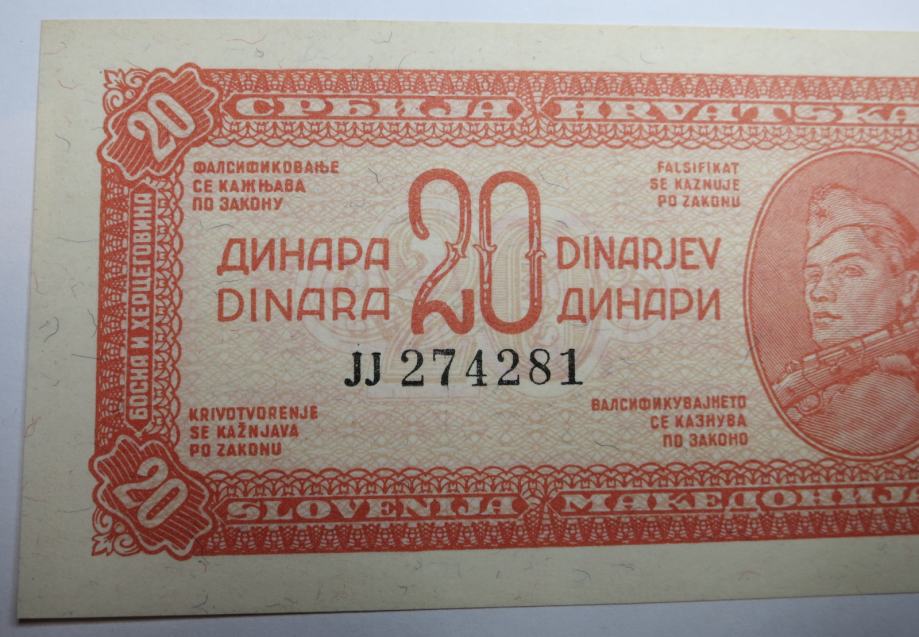 20
СРБИЈА HRVATSKA
БОСНА И ХЕРЦЕГОВИНА
ФАЛСИФИКОВАЊЕ
СЕ КАЖЊАВА
ПО ЗАКОНУ
FALSIFIKAT
SE KAZNUJE
PO ZAKONU
ДИНАРА 20 DINARJEV
DINARA ДИНАРИ
JJ 274281
KRIVOTVORENJE
SE KAŽNJAVA
PO ZAKONU
ВАЛСИФИКУВАЈНЕТО
СЕ КАЗНУВА
ПО ЗАКОНО
20
SLOVENIJA МАКЕДОНИЈА